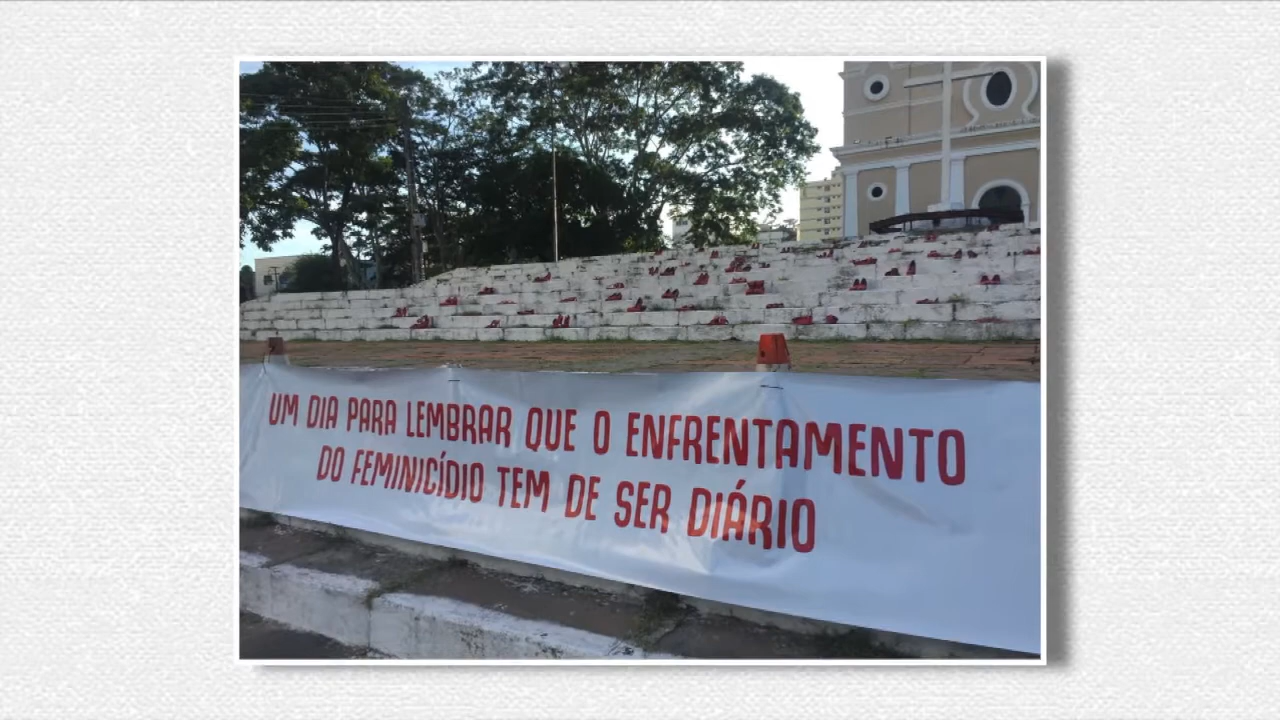 UM DIA PARA LEMBRAR QUE O ENFRENTAMENTO
DO FEMINICÍDIO TEM DE SER DIÁRIO